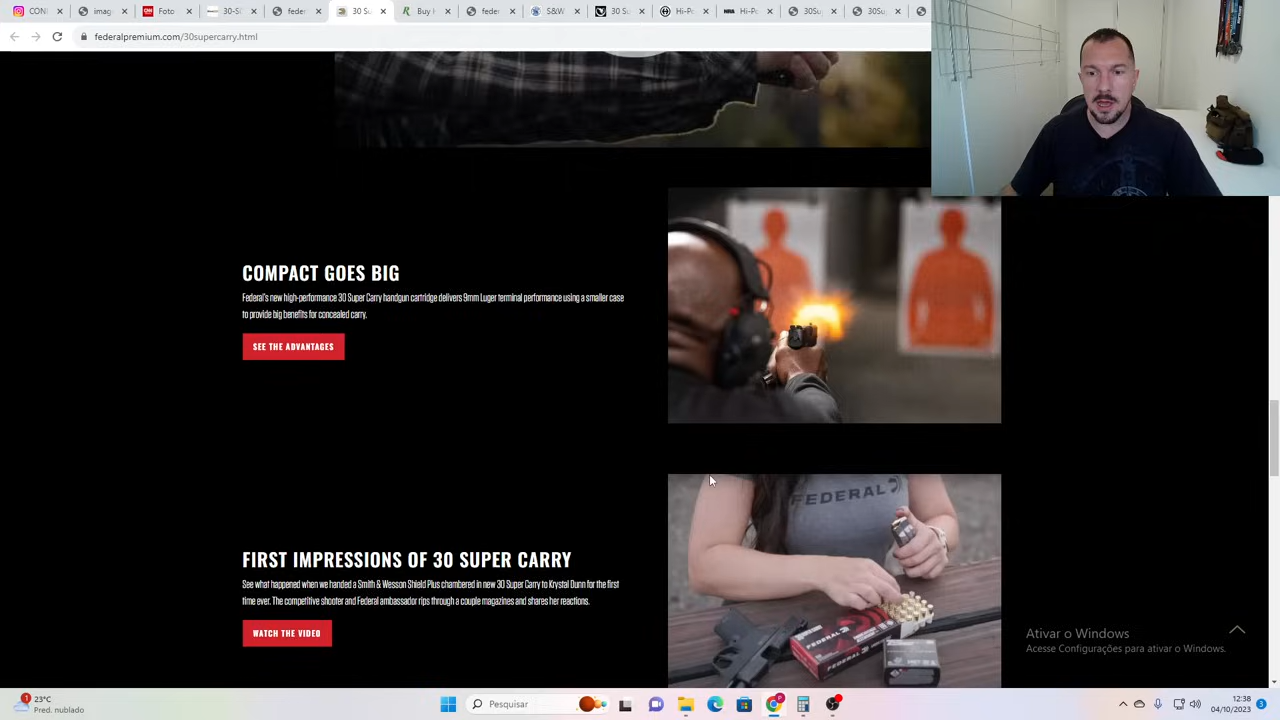 CON
imag
Foto
30-S
30 Su
Buy I
feder
S&W
30 S
Hi-Po
Hi-Po
30Su
30Su
federalpremium.com/30supercarry.html
COMPACT GOES BIG
Federal's new high-performance 30 Super Carry handgun cartridge delivers 9mm Luger terminal performance using a smaller case
to provide big benefits for concealed carry.
SEE THE ADVANTAGES
FEDERAL
FIRST IMPRESSIONS OF 30 SUPER CARRY
See what happened when we handed a Smith & Wesson Shield Plus chambered in new 30 Super Carry to Krystal Dunn for the first
time ever. The competitive shooter and Federal ambassador rips through a couple magazines and shares her reactions.
WATCH THE VIDEO
FEDERAL
Ativar o Windows
Acesse Configurações para ativar o Windows.
23°C
Pred. nublado
Pesquisar
12:38
04/10/2023